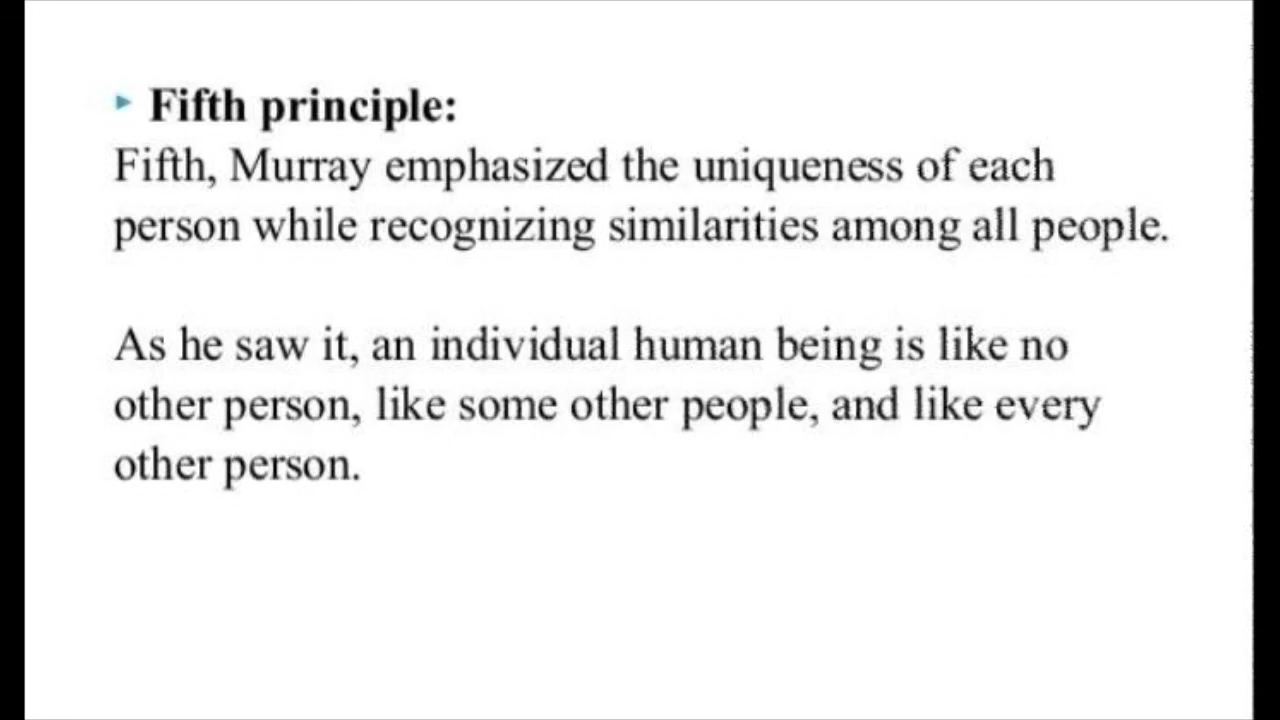 Fifth principle:
Fifth, Murray emphasized the uniqueness of each
person while recognizing similarities among all people.
As he saw it, an individual human being is like no
other person, like some other people, and like every
other person.